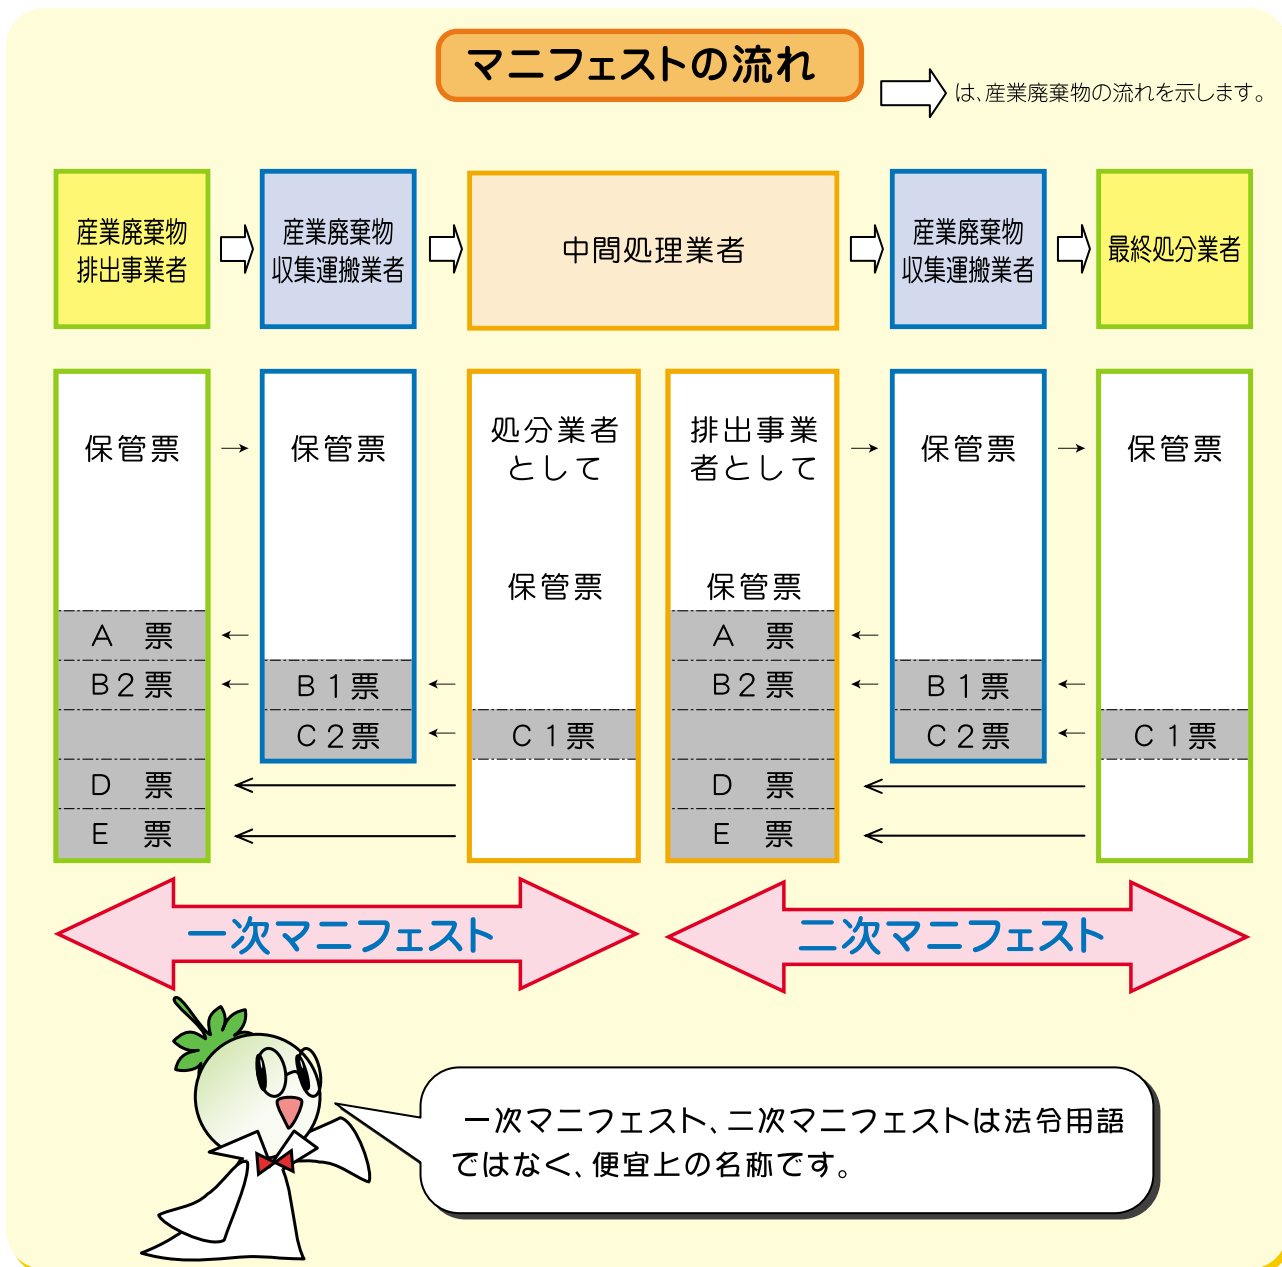 マニフェストの流れ
は、産業廃棄物の流れを示します。
産業廃棄物
排出事業者
産業廃棄物
収集運搬業者
中間処理業者
産業廃棄物
収集運搬業者
最終処分業者
保管票
A 票
B2票
D 票
E 票
保管票
B1票
C2票
処分業者
として
保管票
C1票
排出事業
者として
保管票
A 票
B2票
D 票
E 票
保管票
B1票
C2票
保管票
C1票
一次マニフェスト
二次マニフェスト
一次マニフェスト、二次マニフェストは法令用語
ではなく、便宜上の名称です。